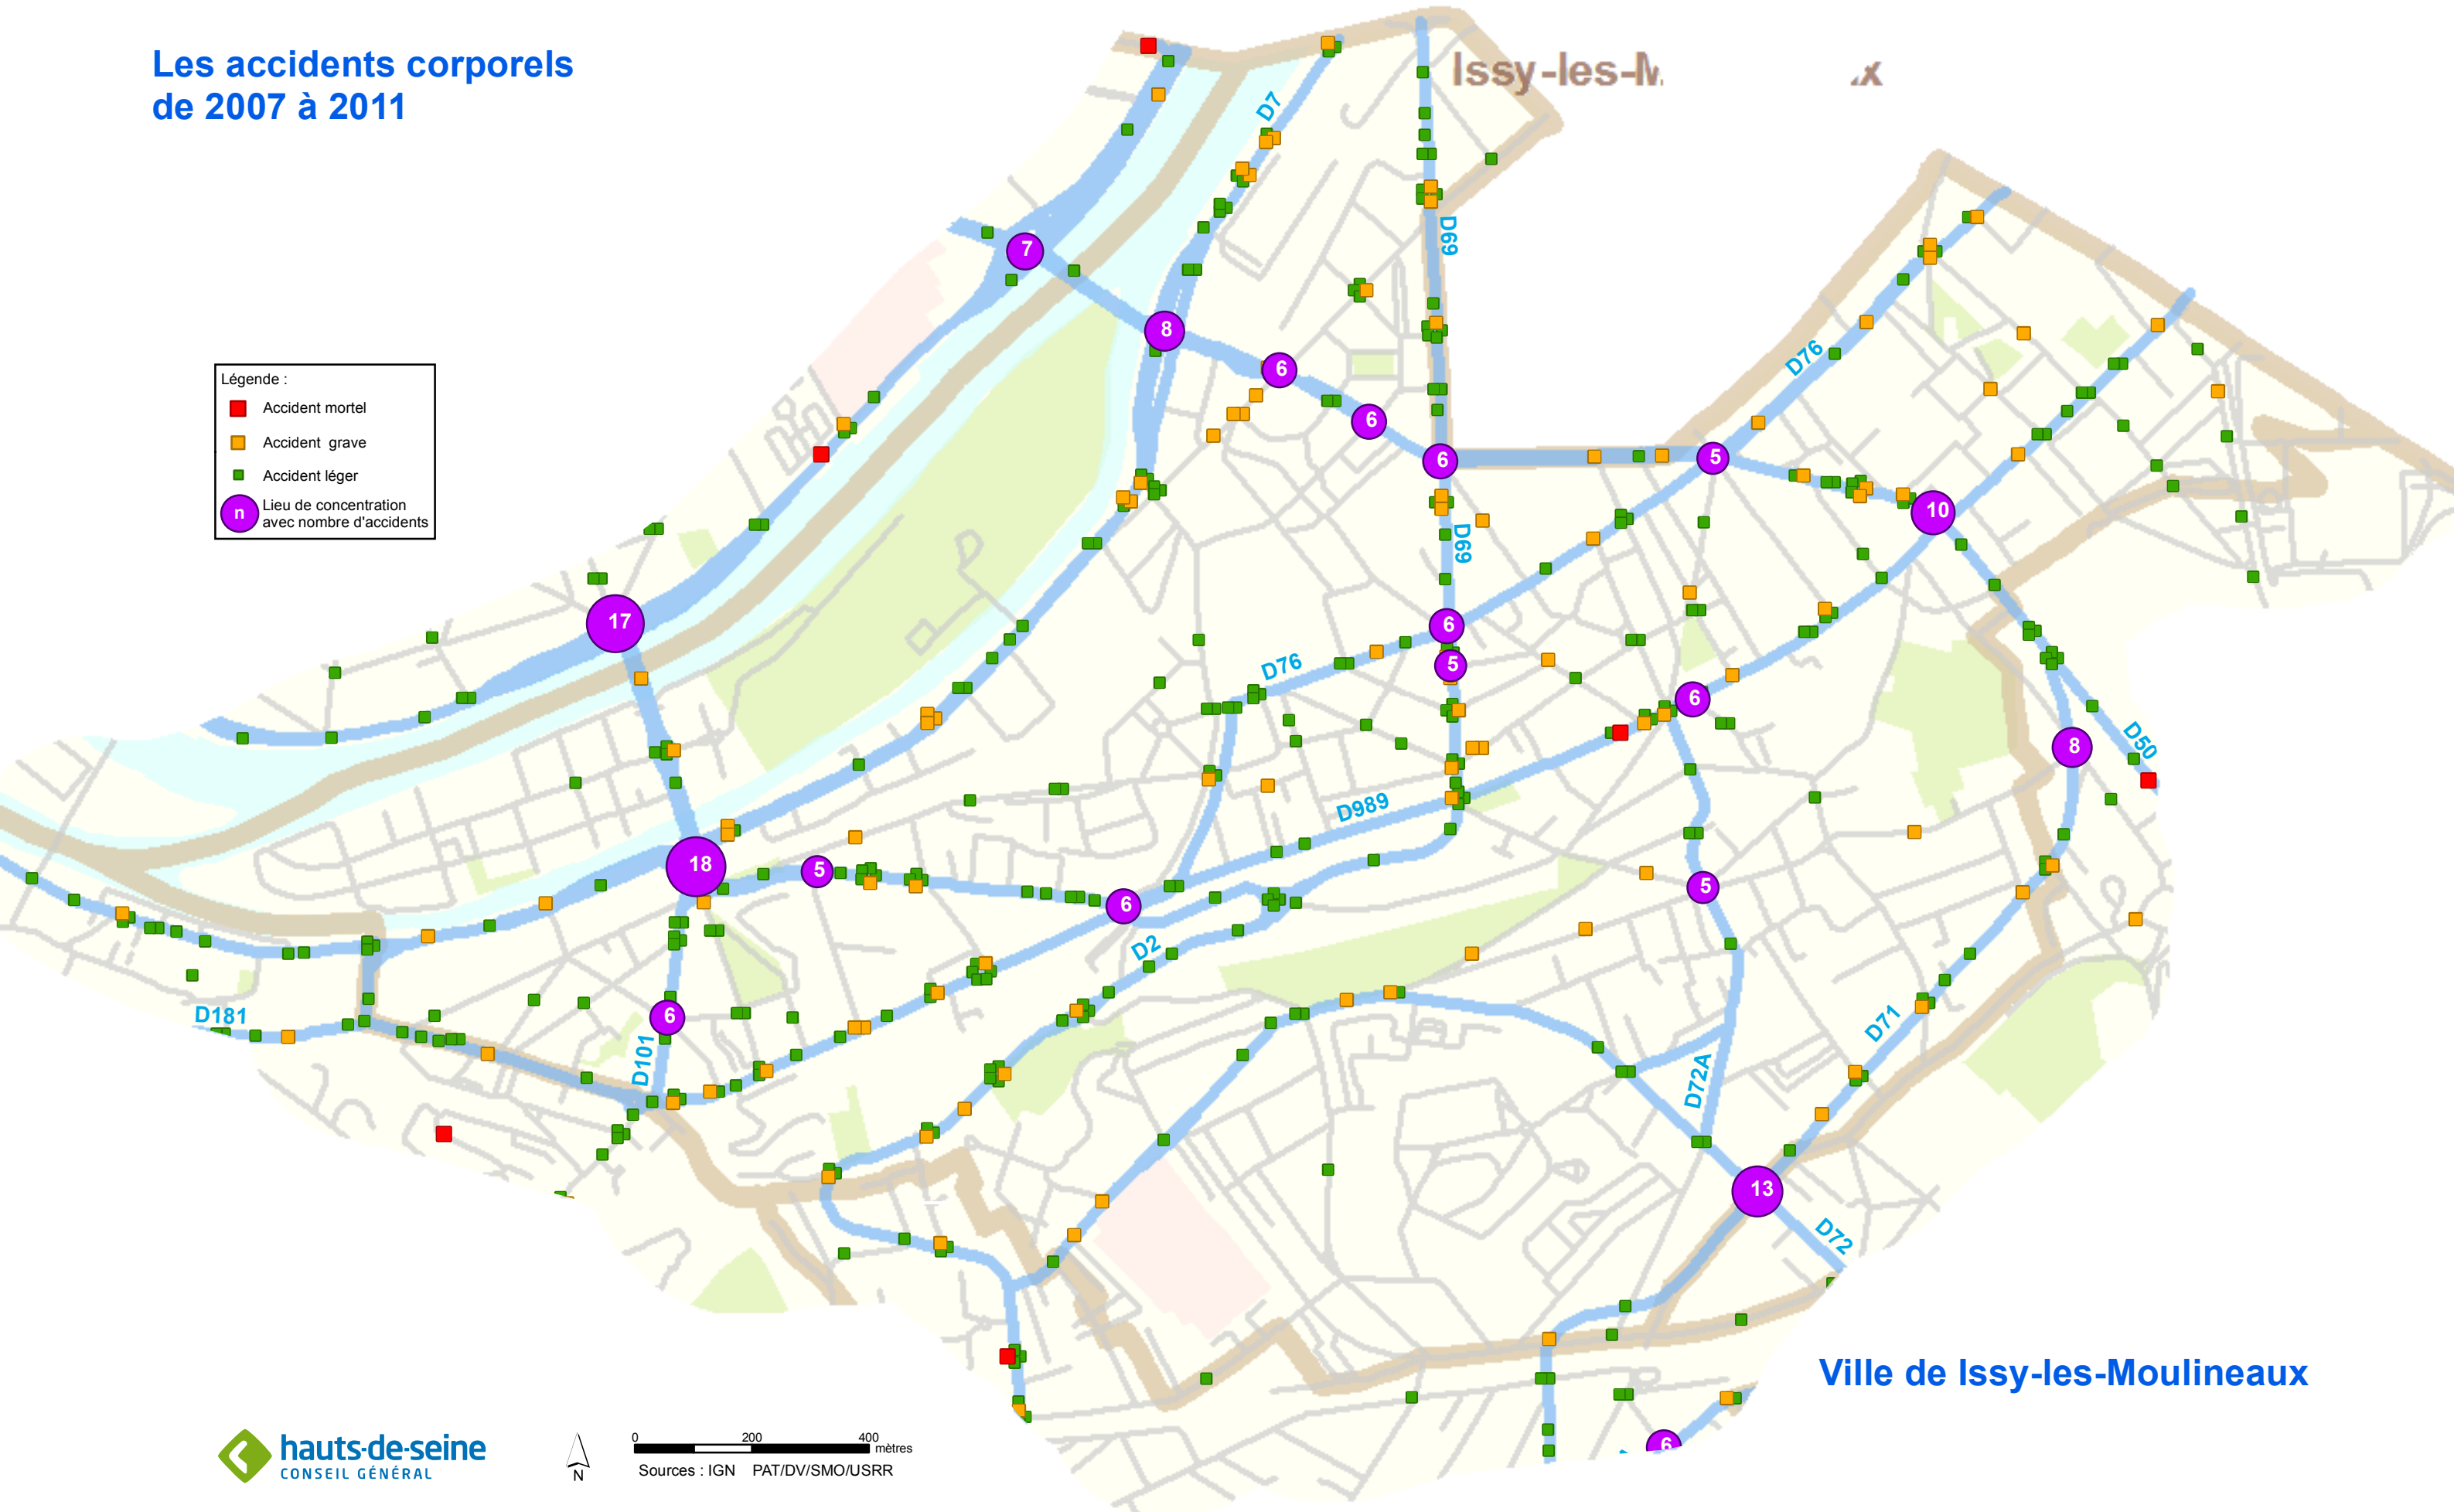 Les accidents corporels
de 2007 à 2011
Issy-les-M
x
D7
D69
D76
7
8
6
6
6
5
10
Légende :
Accident mortel
Accident grave
Accident léger
n
Lieu de concentration
avec nombre d'accidents
D69
17
6
5
D76
6
D50
8
D989
18
5
6
5
D2
D181
6
D101
D71
D72A
13
D72
Ville de Issy-les-Moulineaux
6
hauts-de-seine
CONSEIL GÉNÉRAL
N
0 200 400
mètres
Sources : IGN PAT/DV/SMO/USRR